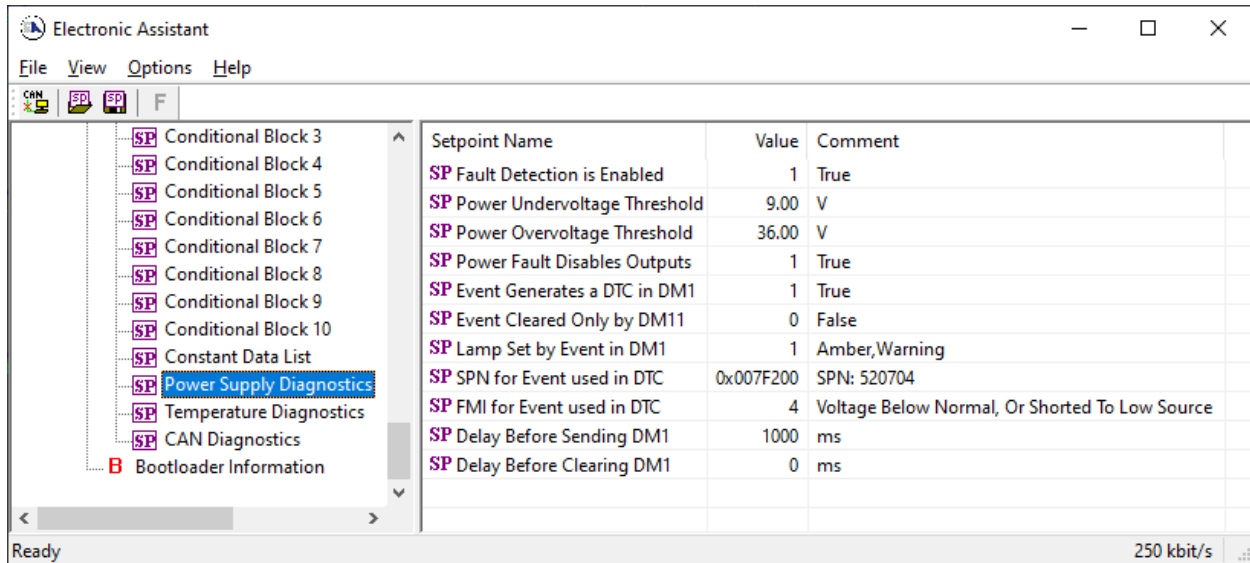 Electronic Assistant
File View Options Help
CAN SP SP F
SP Conditional Block 3
SP Conditional Block 4
SP Conditional Block 5
SP Conditional Block 6
SP Conditional Block 7
SP Conditional Block 8
SP Conditional Block 9
SP Conditional Block 10
SP Constant Data List
SP Power Supply Diagnostics
SP Temperature Diagnostics
SP CAN Diagnostics
B Bootloader Information
Setpoint Name Value Comment
SP Fault Detection is Enabled 1 True
SP Power Undervoltage Threshold 9.00 V
SP Power Overvoltage Threshold 36.00 V
SP Power Fault Disables Outputs 1 True
SP Event Generates a DTC in DM1 1 True
SP Event Cleared Only by DM11 0 False
SP Lamp Set by Event in DM1 1 Amber,Warning
SP SPN for Event used in DTC 0x007F200 SPN: 520704
SP FMI for Event used in DTC 4 Voltage Below Normal, Or Shorted To Low Source
SP Delay Before Sending DM1 1000 ms
SP Delay Before Clearing DM1 0 ms
Ready 250 kbit/s